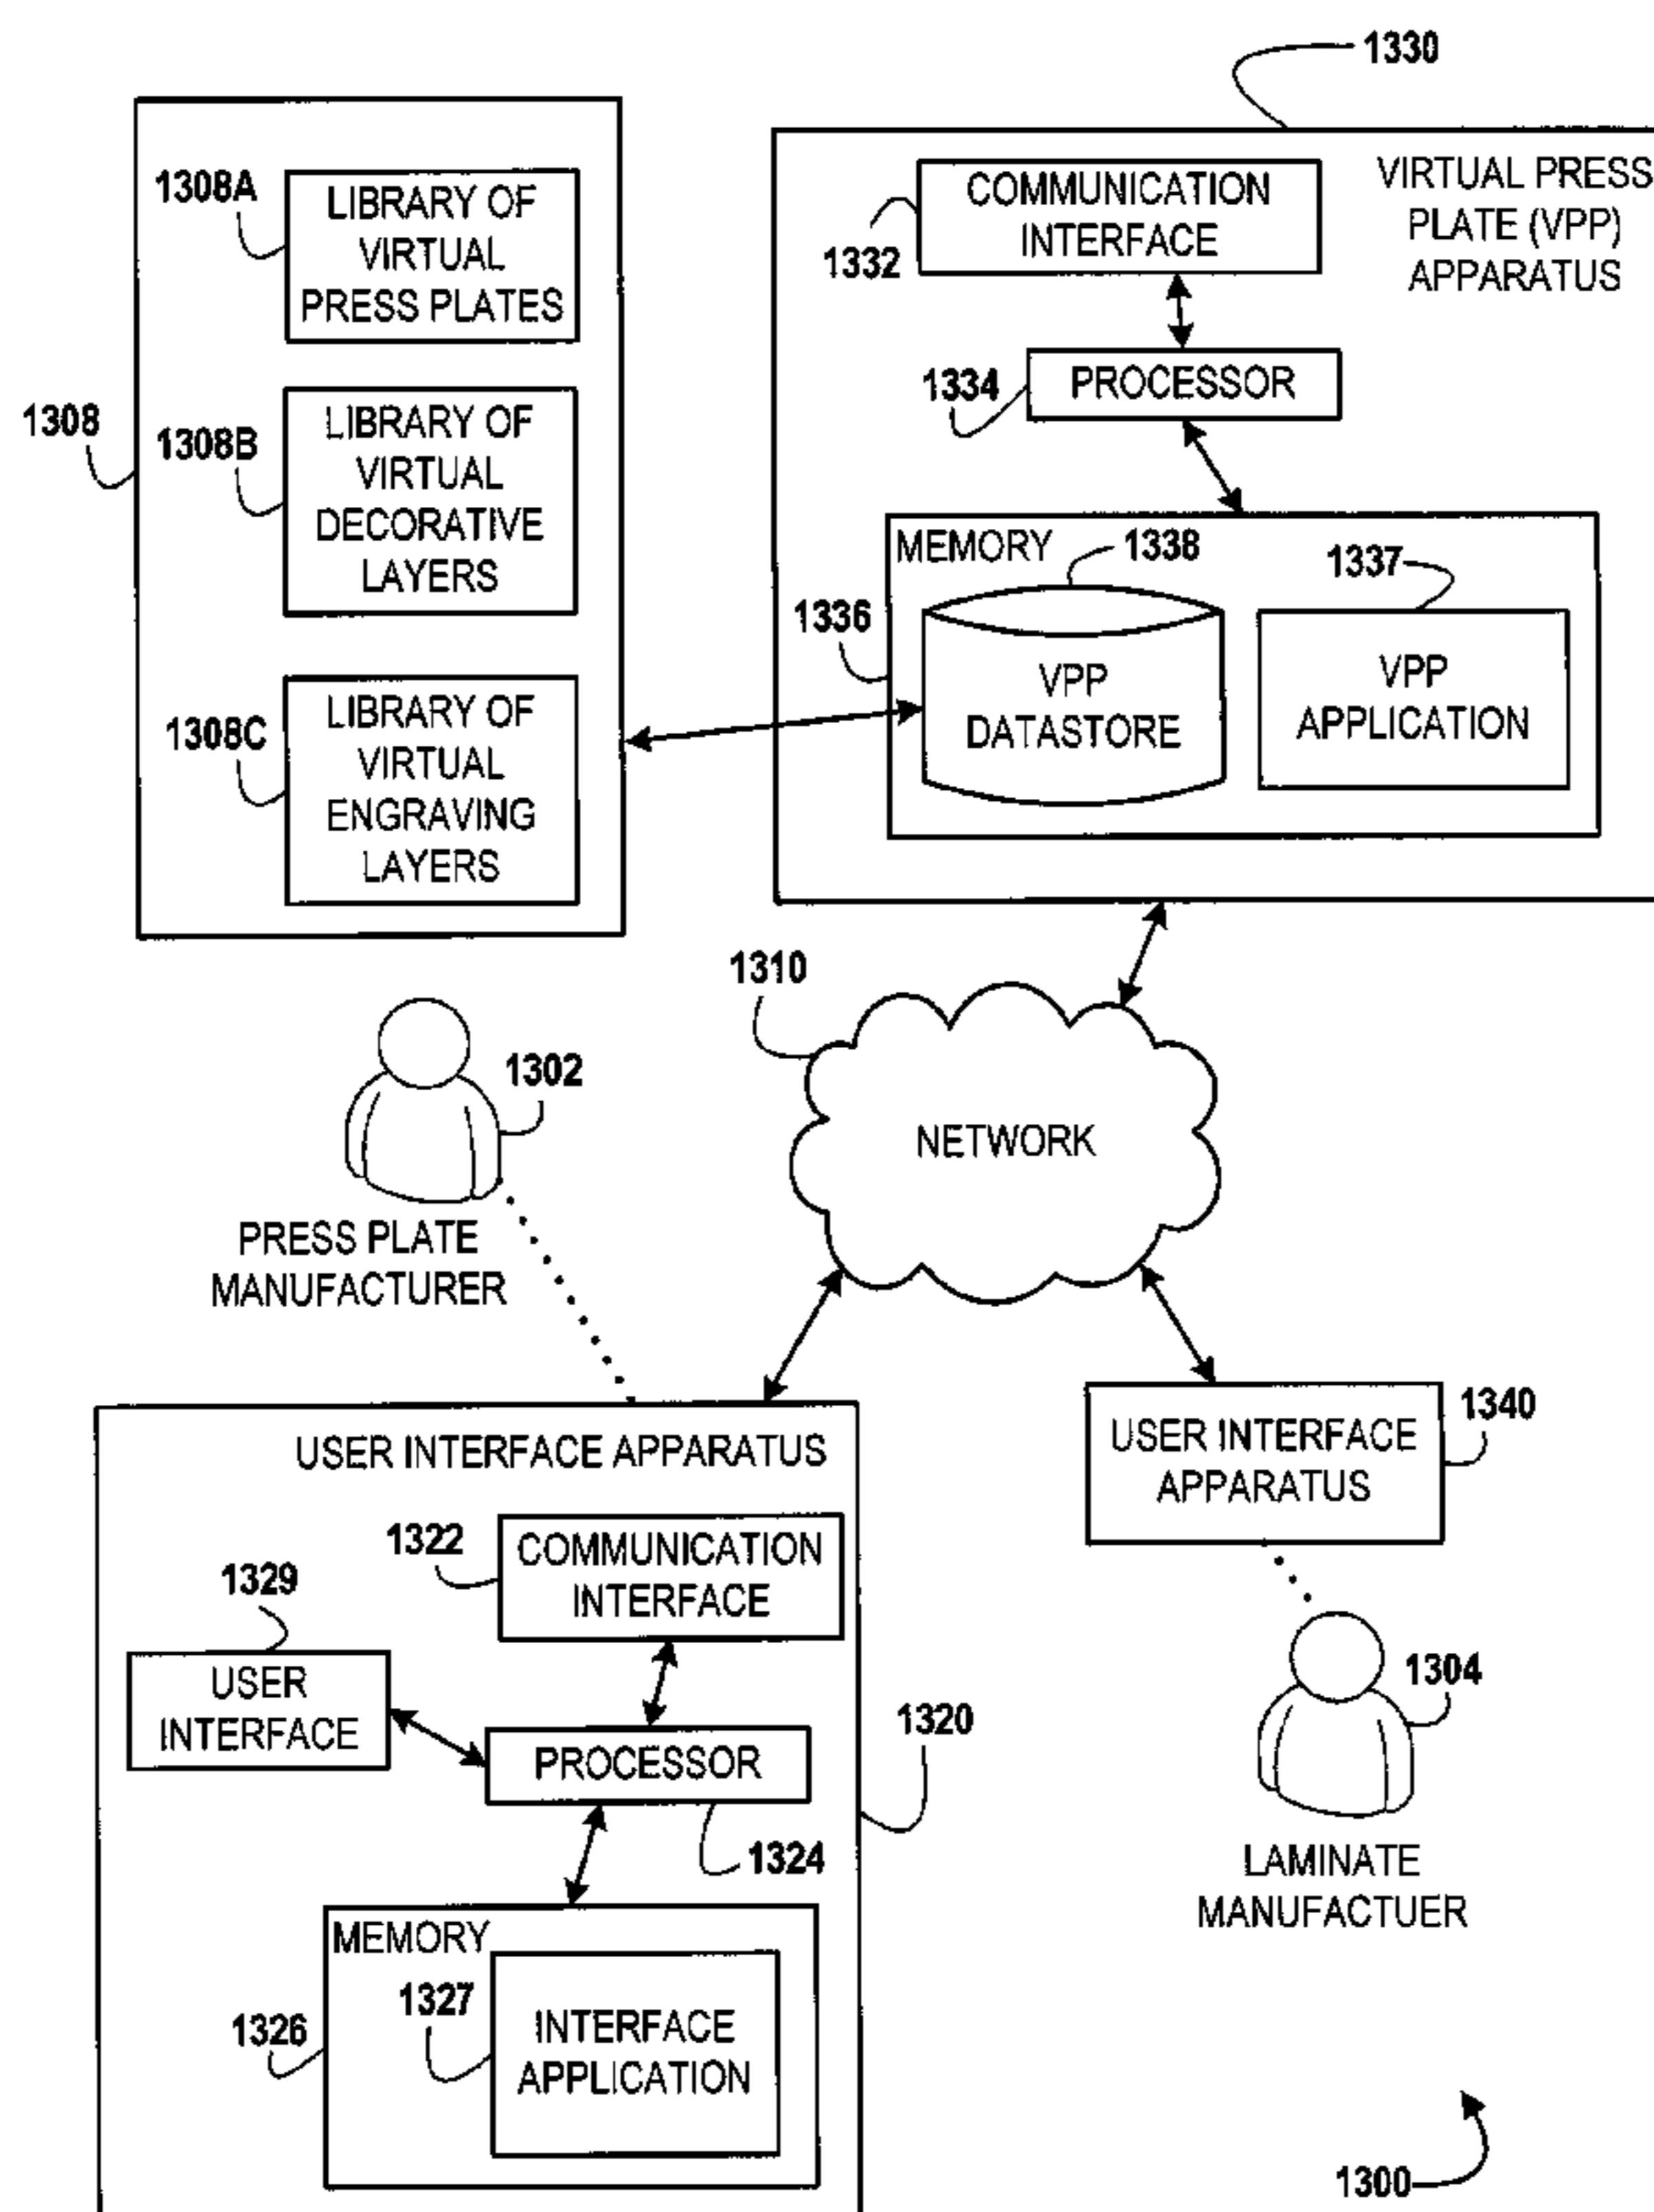 1330
1308
1308A
LIBRARY OF
VIRTUAL
PRESS PLATES
1308B
LIBRARY OF
VIRTUAL
DECORATIVE
LAYERS
1308C
LIBRARY OF
VIRTUAL
ENGRAVING
LAYERS
VIRTUAL PRESS
PLATE (VPP)
APPARATUS
COMMUNICATION
INTERFACE
1332
1334
PROCESSOR
MEMORY
1338
1337
1336
VPP
DATASTORE
VPP
APPLICATION
1310
NETWORK
1302
PRESS PLATE
MANUFACTURER
USER INTERFACE APPARATUS
1322
COMMUNICATION
INTERFACE
1329
USER
INTERFACE
1320
PROCESSOR
1324
MEMORY
1327
1326
INTERFACE
APPLICATION
USER INTERFACE
APPARATUS
1340
1304
LAMINATE
MANUFACTUER
1300